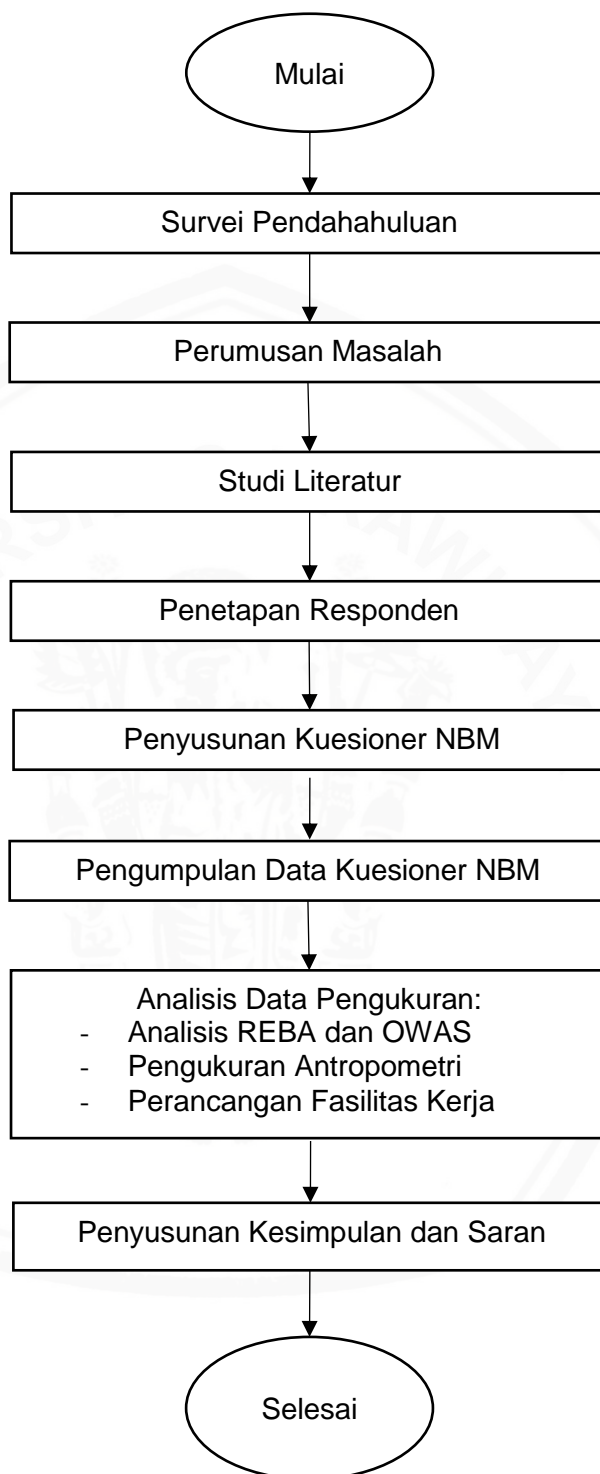 Mulai
Survei Pendahahuluan
Perumusan Masalah
Studi Literatur
Penetapan Responden
Penyusunan Kuesioner NBM
Pengumpulan Data Kuesioner NBM
Analisis Data Pengukuran:
- Analisis REBA dan OWAS
- Pengukuran Antropometri
- Perancangan Fasilitas Kerja
Penyusunan Kesimpulan dan Saran
Selesai